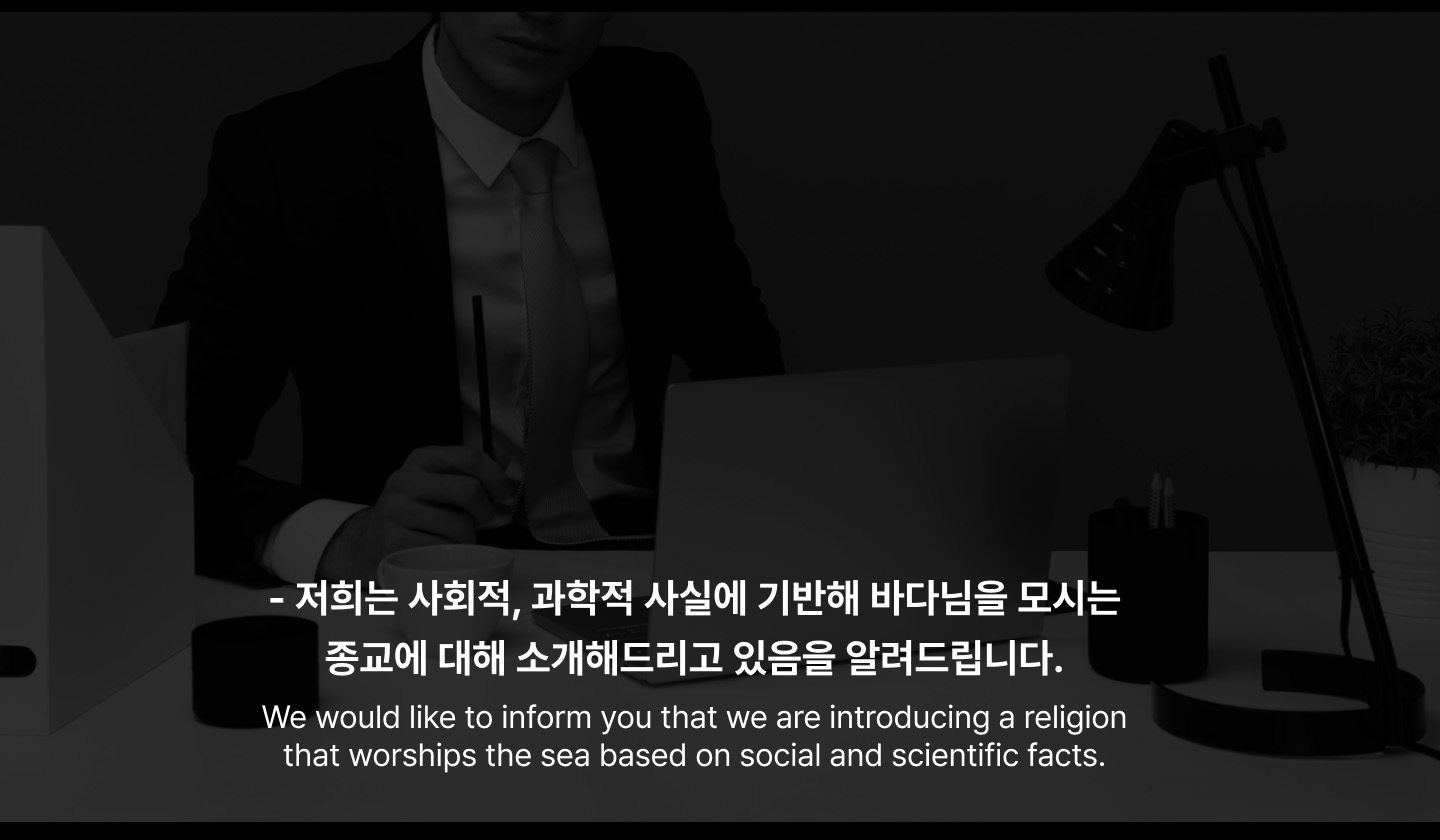 - 저희는 사회적, 과학적 사실에 기반해 바다님을 모시는
종교에 대해 소개해드리고 있음을 알려드립니다.
We would like to inform you that we are introducing a religion
that worships the sea based on social and scientific facts.